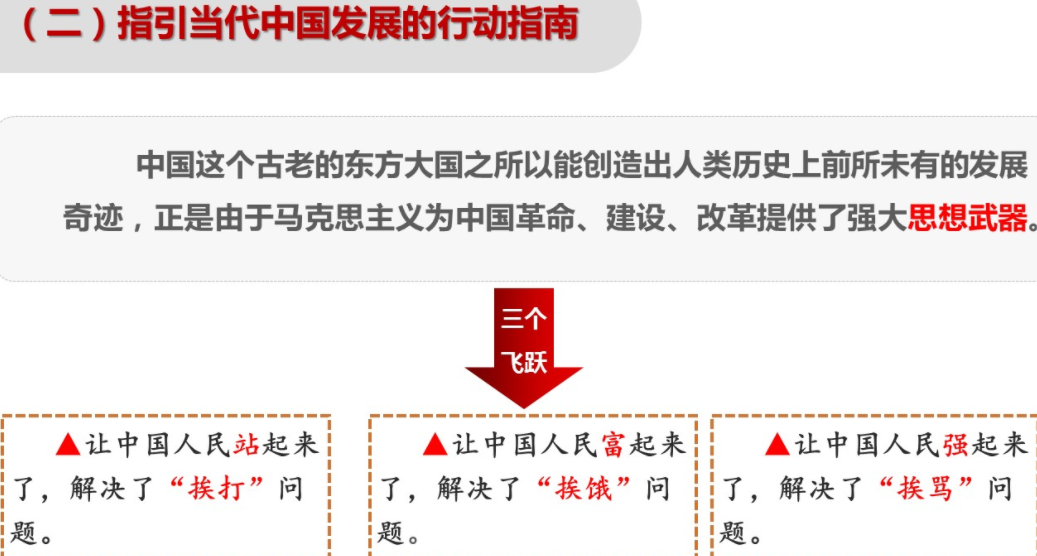 （二）指引当代中国发展的行动指南
中国这个古老的东方大国之所以能创造出人类历史上前所未有的发展
奇迹，正是由于马克思主义为中国革命、建设、改革提供了强大思想武器。
三个
飞跃
▲让中国人民站起来
了，解决了“挨打”问
题。
▲让中国人民富起来
了，解决了“挨饿”问
题。
▲让中国人民强起来
了，解决了“挨骂”问
题。